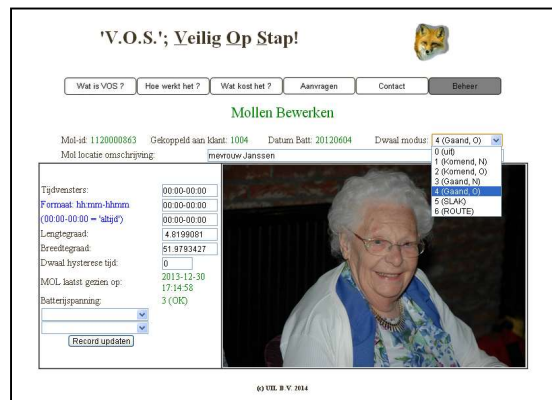 'V.O.S.'; Veilig Op Stap!
Wat is VOS ? Hoe werkt het ? Wat kost het ? Aanvragen Contact Beheer
Mollen Bewerken
Mol-id: 1120000863 Gekoppeld aan klant: 1004 Datum Batt: 20120604 Dwaal modus: 4 (Gaand, O)
Mol locatie omschrijving: mevrouw Janssen
0 (uit)
1 (Komend, N)
2 (Komend, O)
3 (Gaand, N)
4 (Gaand, O)
5 (SLAK)
6 (ROUTE)
Tijdvensters: 00:00-00:00
Formaat: hh:mm-hhmm 00:00-00:00
(00:00-00:00 = 'altijd') 00:00-00:00
Lengtegraad: 4.8199081
Breedtegraad: 51.9793427
Dwaal hysterese tijd: 0
MOL laatst gezien op: 2013-12-30
17:14:58
Batterijspanning: 3 (OK)
Record updaten
(c) UIL B.V. 2014